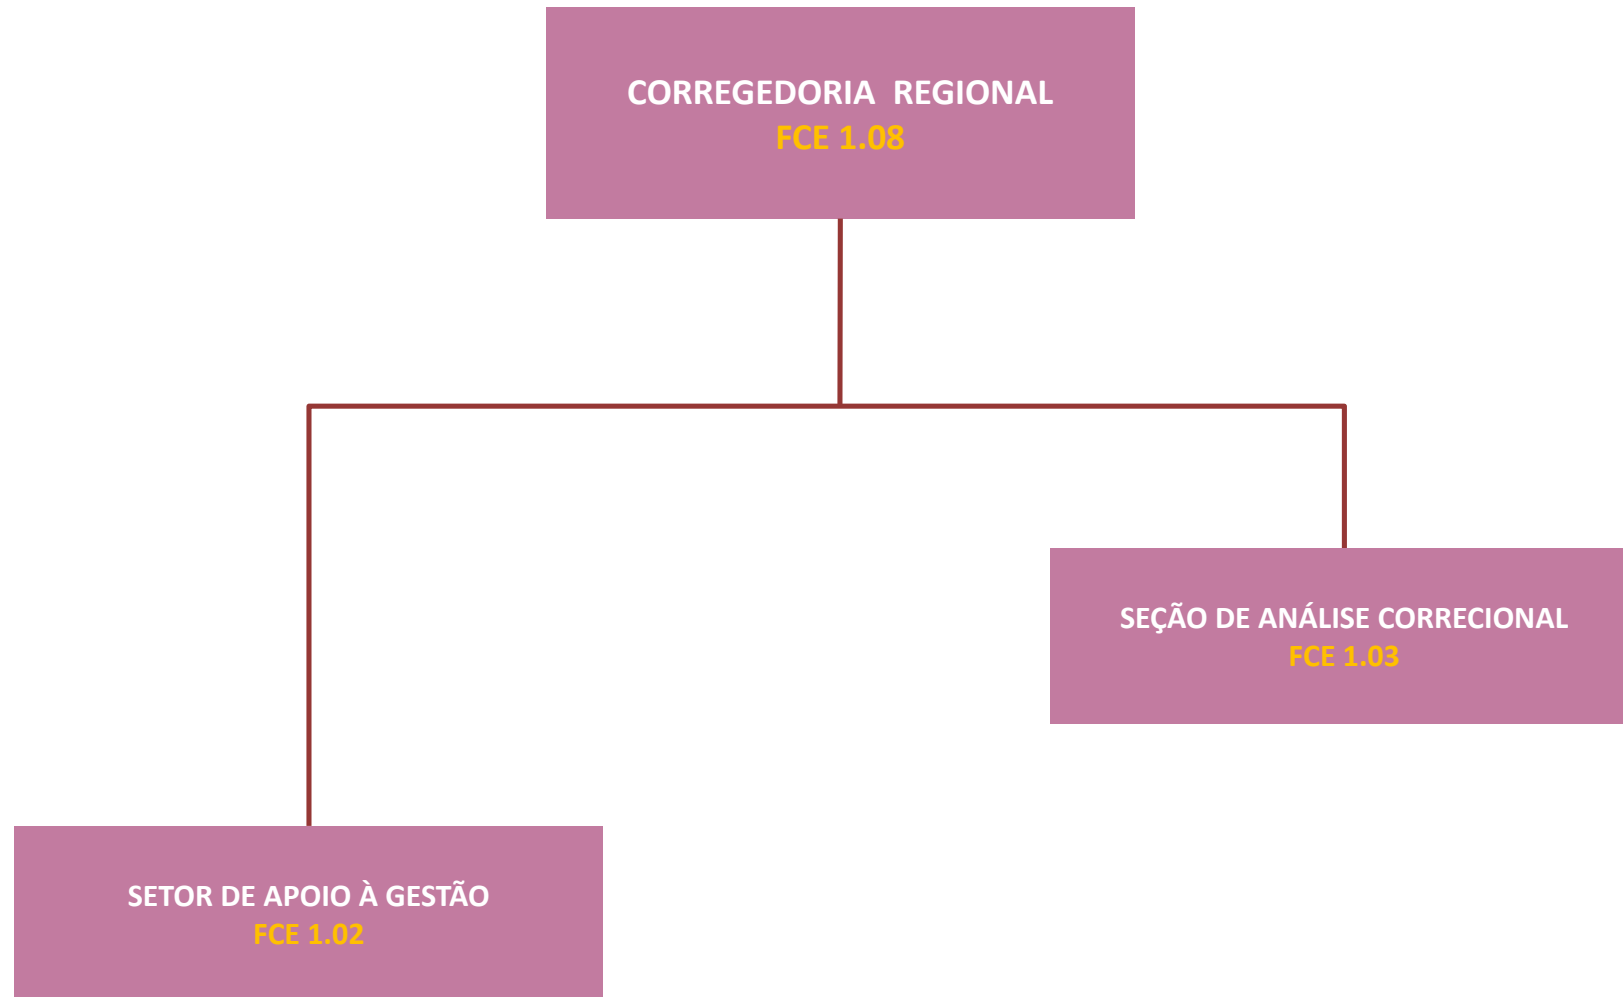 CORREGEDORIA REGIONAL
FCE 1.08
SEÇÃO DE ANÁLISE CORRECIONAL
FCE 1.03
SETOR DE APOIO À GESTÃO
FCE 1.02